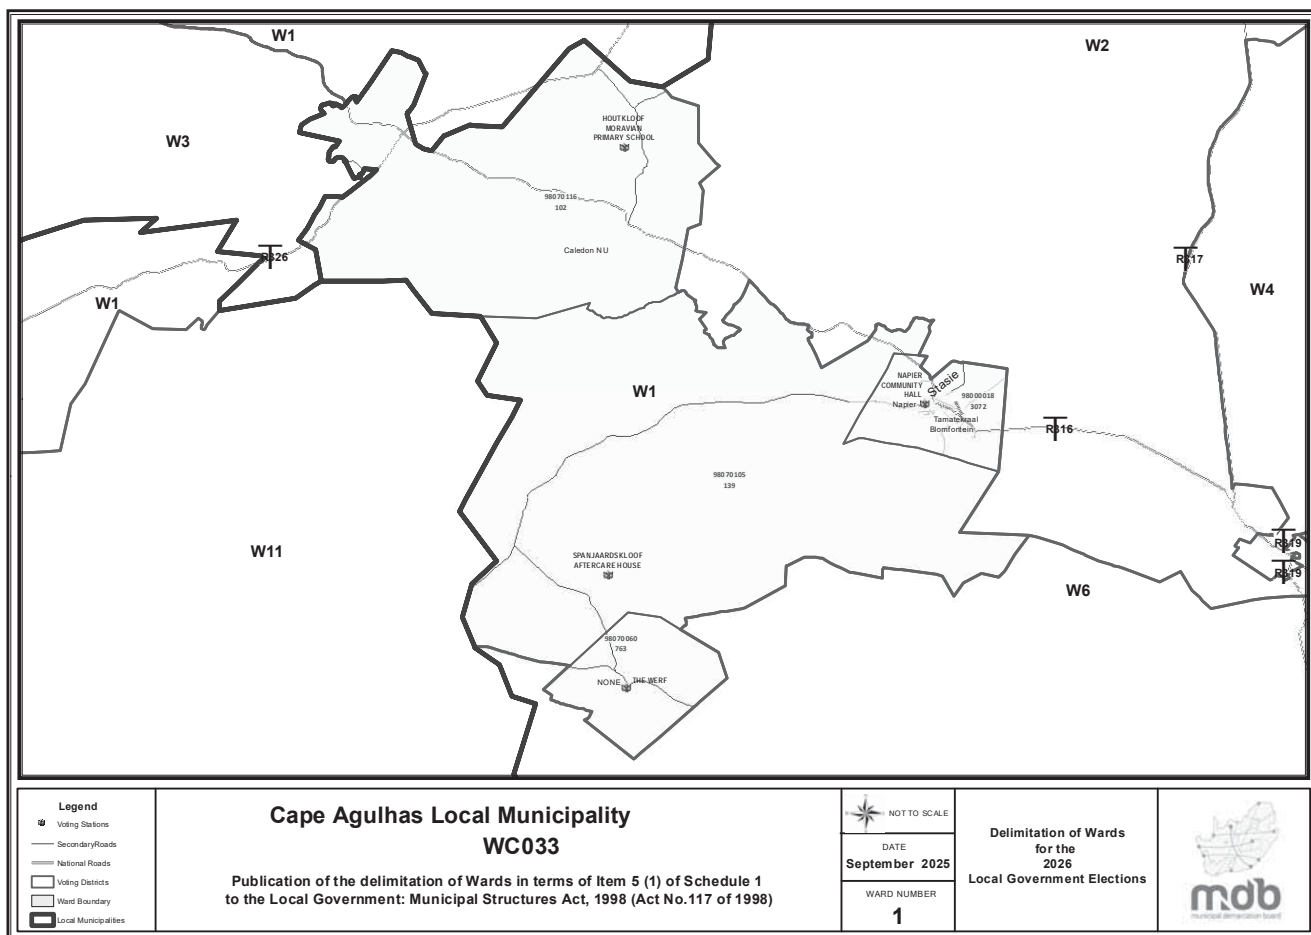 W1
W2
W3
HOUTKLOOF
MORAVIAN
PRIMARY SCHOOL
98070116
102
Caledon NU
R326
R317
W4
W1
W1
NAPIER
COMMUNITY
HALL
Napier
Stasie
98000018
3072
Tamatekraal
Blomfontein
R316
98070105
139
W11
SPANJAARDSKLOOF
AFTERCARE HOUSE
R319
R319
W6
98070060
763
NONE
THE WERF
Legend
Voting Stations
SecondaryRoads
National Roads
Voting Districts
Ward Boundary
Local Municipalities
Cape Agulhas Local Municipality
WC033
Publication of the delimitation of Wards in terms of Item 5 (1) of Schedule 1
to the Local Government: Municipal Structures Act, 1998 (Act No.117 of 1998)
NOT TO SCALE
DATE
September 2025
WARD NUMBER
1
Delimitation of Wards
for the
2026
Local Government Elections
mdb
municipal demarcation board